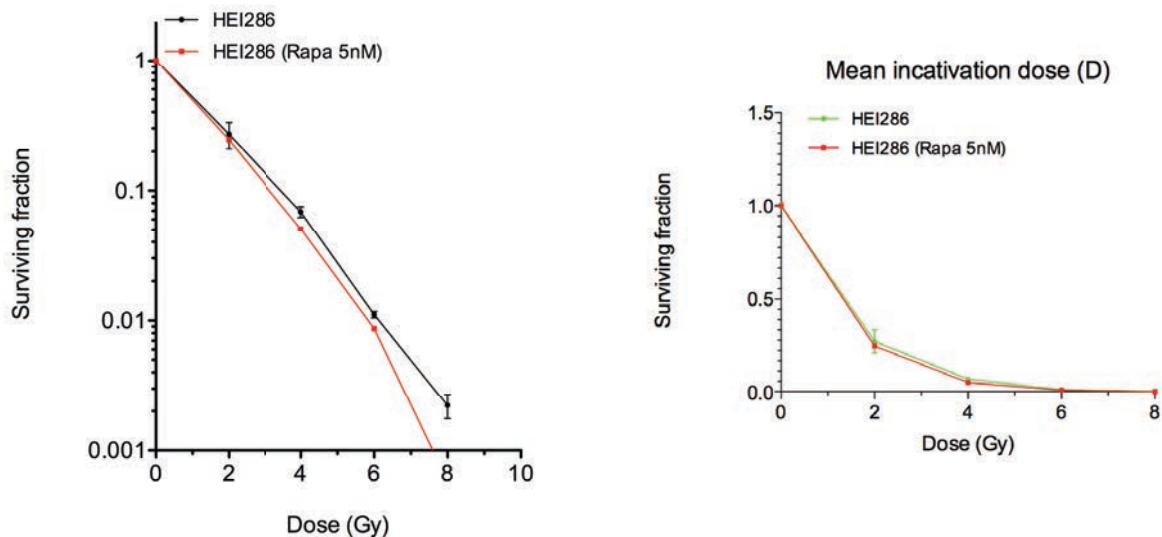 HEI286
HEI286 (Rapa 5nM)
1
0.1
0.01
0.001
Surviving fraction
0 2 4 6 8 10
Dose (Gy)
Mean incativation dose (D)
HEI286
HEI286 (Rapa 5nM)
1.5
1.0
0.5
0.0
Surviving fraction
0 2 4 6 8
Dose (Gy)